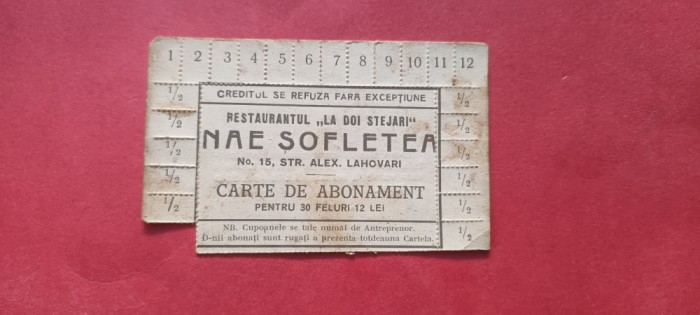 1 2 3 4 5 6 7 8 9 10 11 12
1/2 1/2
1/2 1/2
1/2 1/2
1/2 1/2
1/2 1/2
1/2
CREDITUL SE REFUZA FARA EXCEPȚIUNE
RESTAURANTUL „LA DOI STEJARI"
NAE SOFLETEA
No. 15, STR. ALEX. LAHOVARI
CARTE DE ABONAMENT
PENTRU 30 FELURI 12 LEI
NB. Cupoanele se taie numai de Antreprenor.
D-nii abonați sunt rugați a prezenta totdeauna Cartela.